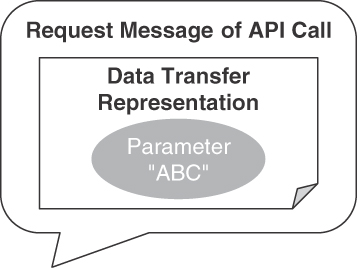 Request Message of API Call
Data Transfer
Representation
Parameter
"ABC"